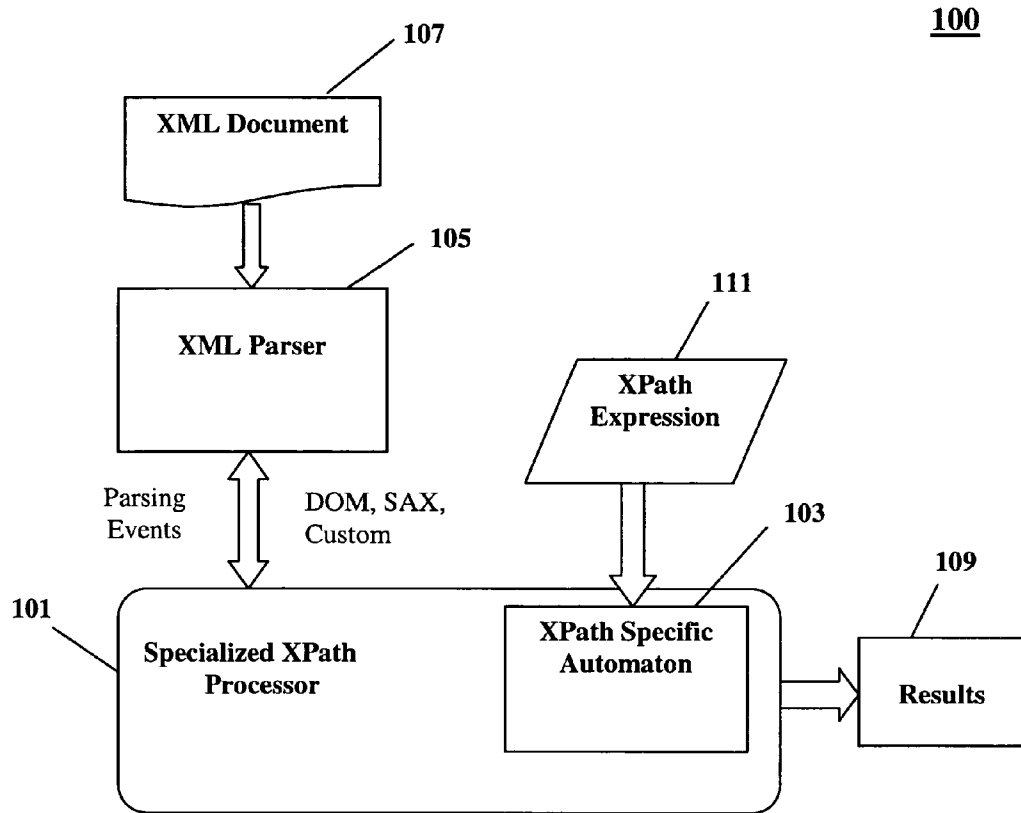 100
107
XML Document
105
XML Parser
111
XPath
Expression
Parsing
Events
DOM, SAX,
Custom
103
101
109
Specialized XPath
Processor
XPath Specific
Automaton
Results